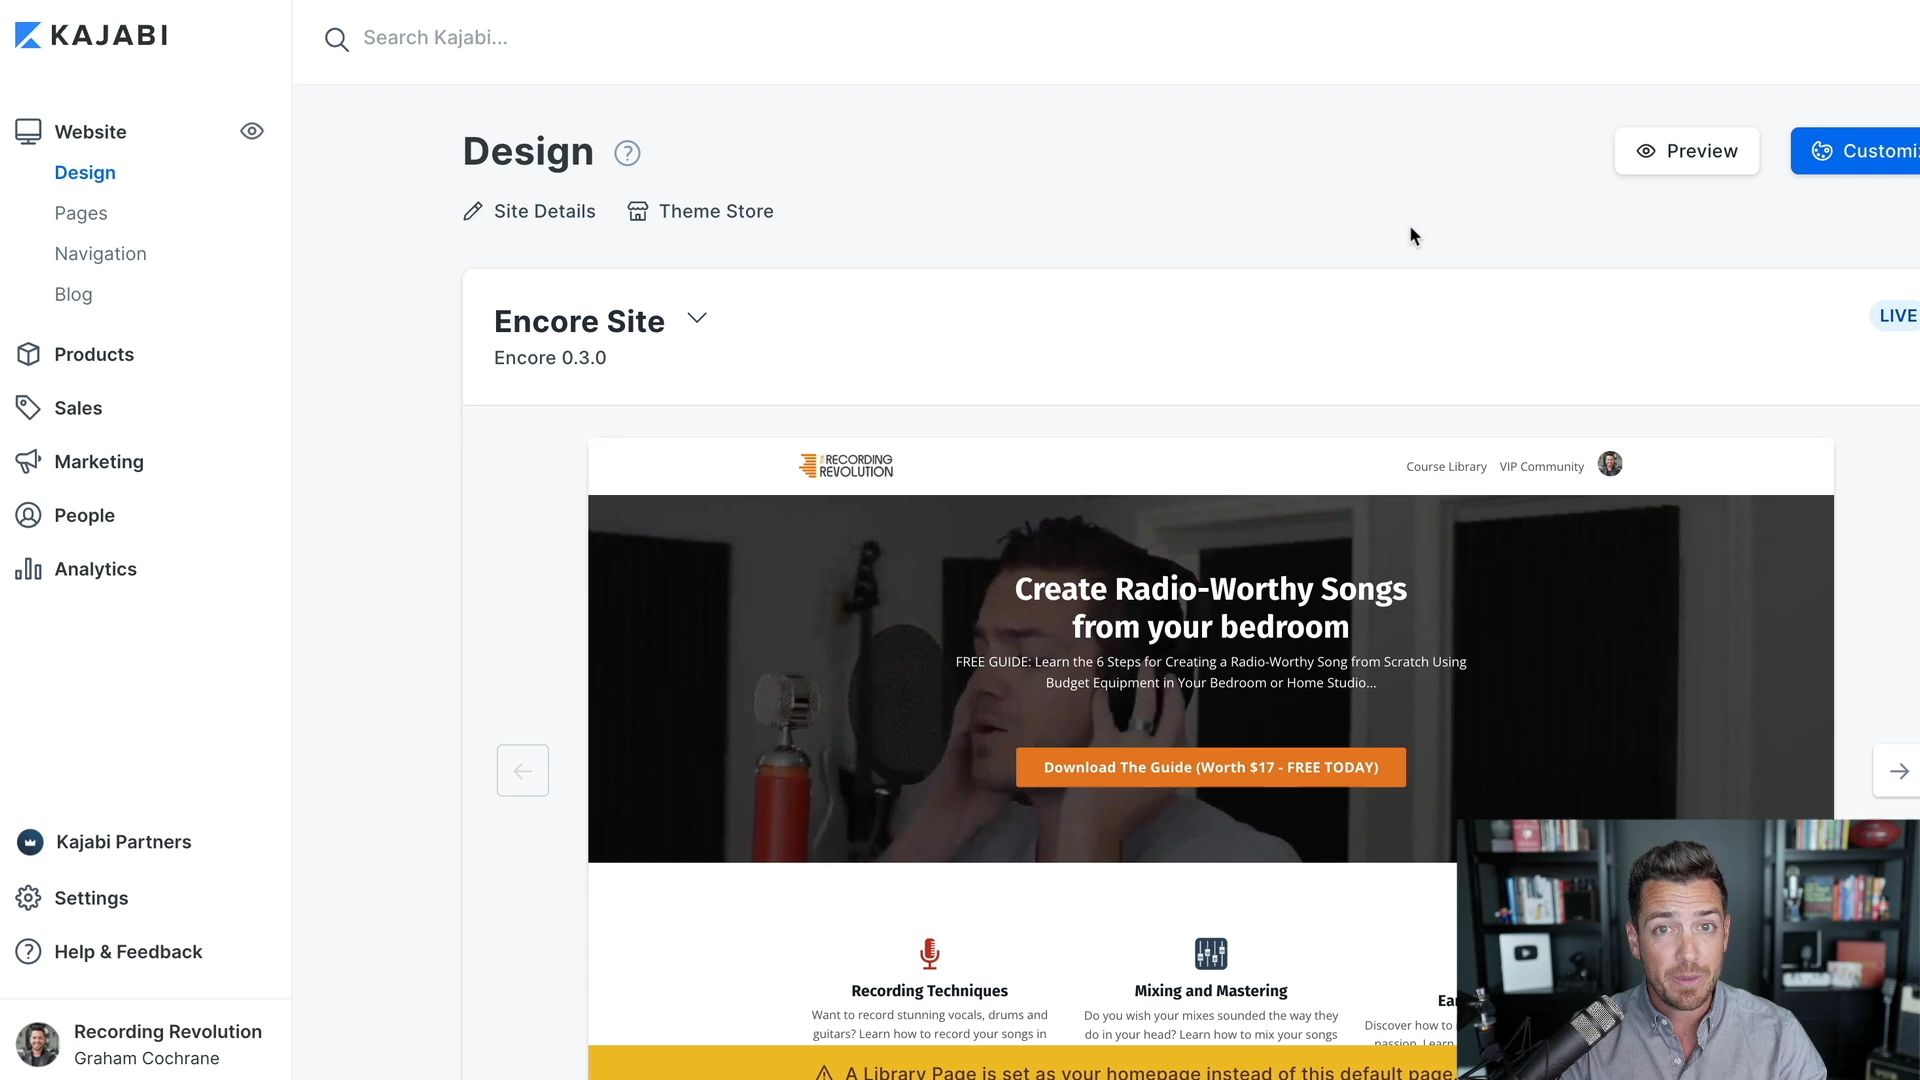 KAJABI
Search Kajabi...
Website
Design
Pages
Navigation
Blog
Products
Sales
Marketing
People
Analytics
Kajabi Partners
Settings
Help & Feedback
Recording Revolution
Graham Cochrane
Design
Preview
Customiz
Site Details
Theme Store
Encore Site
LIVE
Encore 0.3.0
THE RECORDING
REVOLUTION
Course Library
VIP Community
Create Radio-Worthy Songs
from your bedroom
FREE GUIDE: Learn the 6 Steps for Creating a Radio-Worthy Song from Scratch Using
Budget Equipment in Your Bedroom or Home Studio...
Download The Guide (Worth $17 - FREE TODAY)
Recording Techniques
Want to record stunning vocals, drums and
guitars? Learn how to record your songs in
Mixing and Mastering
Do you wish your mixes sounded the way they
do in your head? Learn how to mix your songs
Discover how to
passion. Learn
A Library Page is set as your homepage instead of this default page.